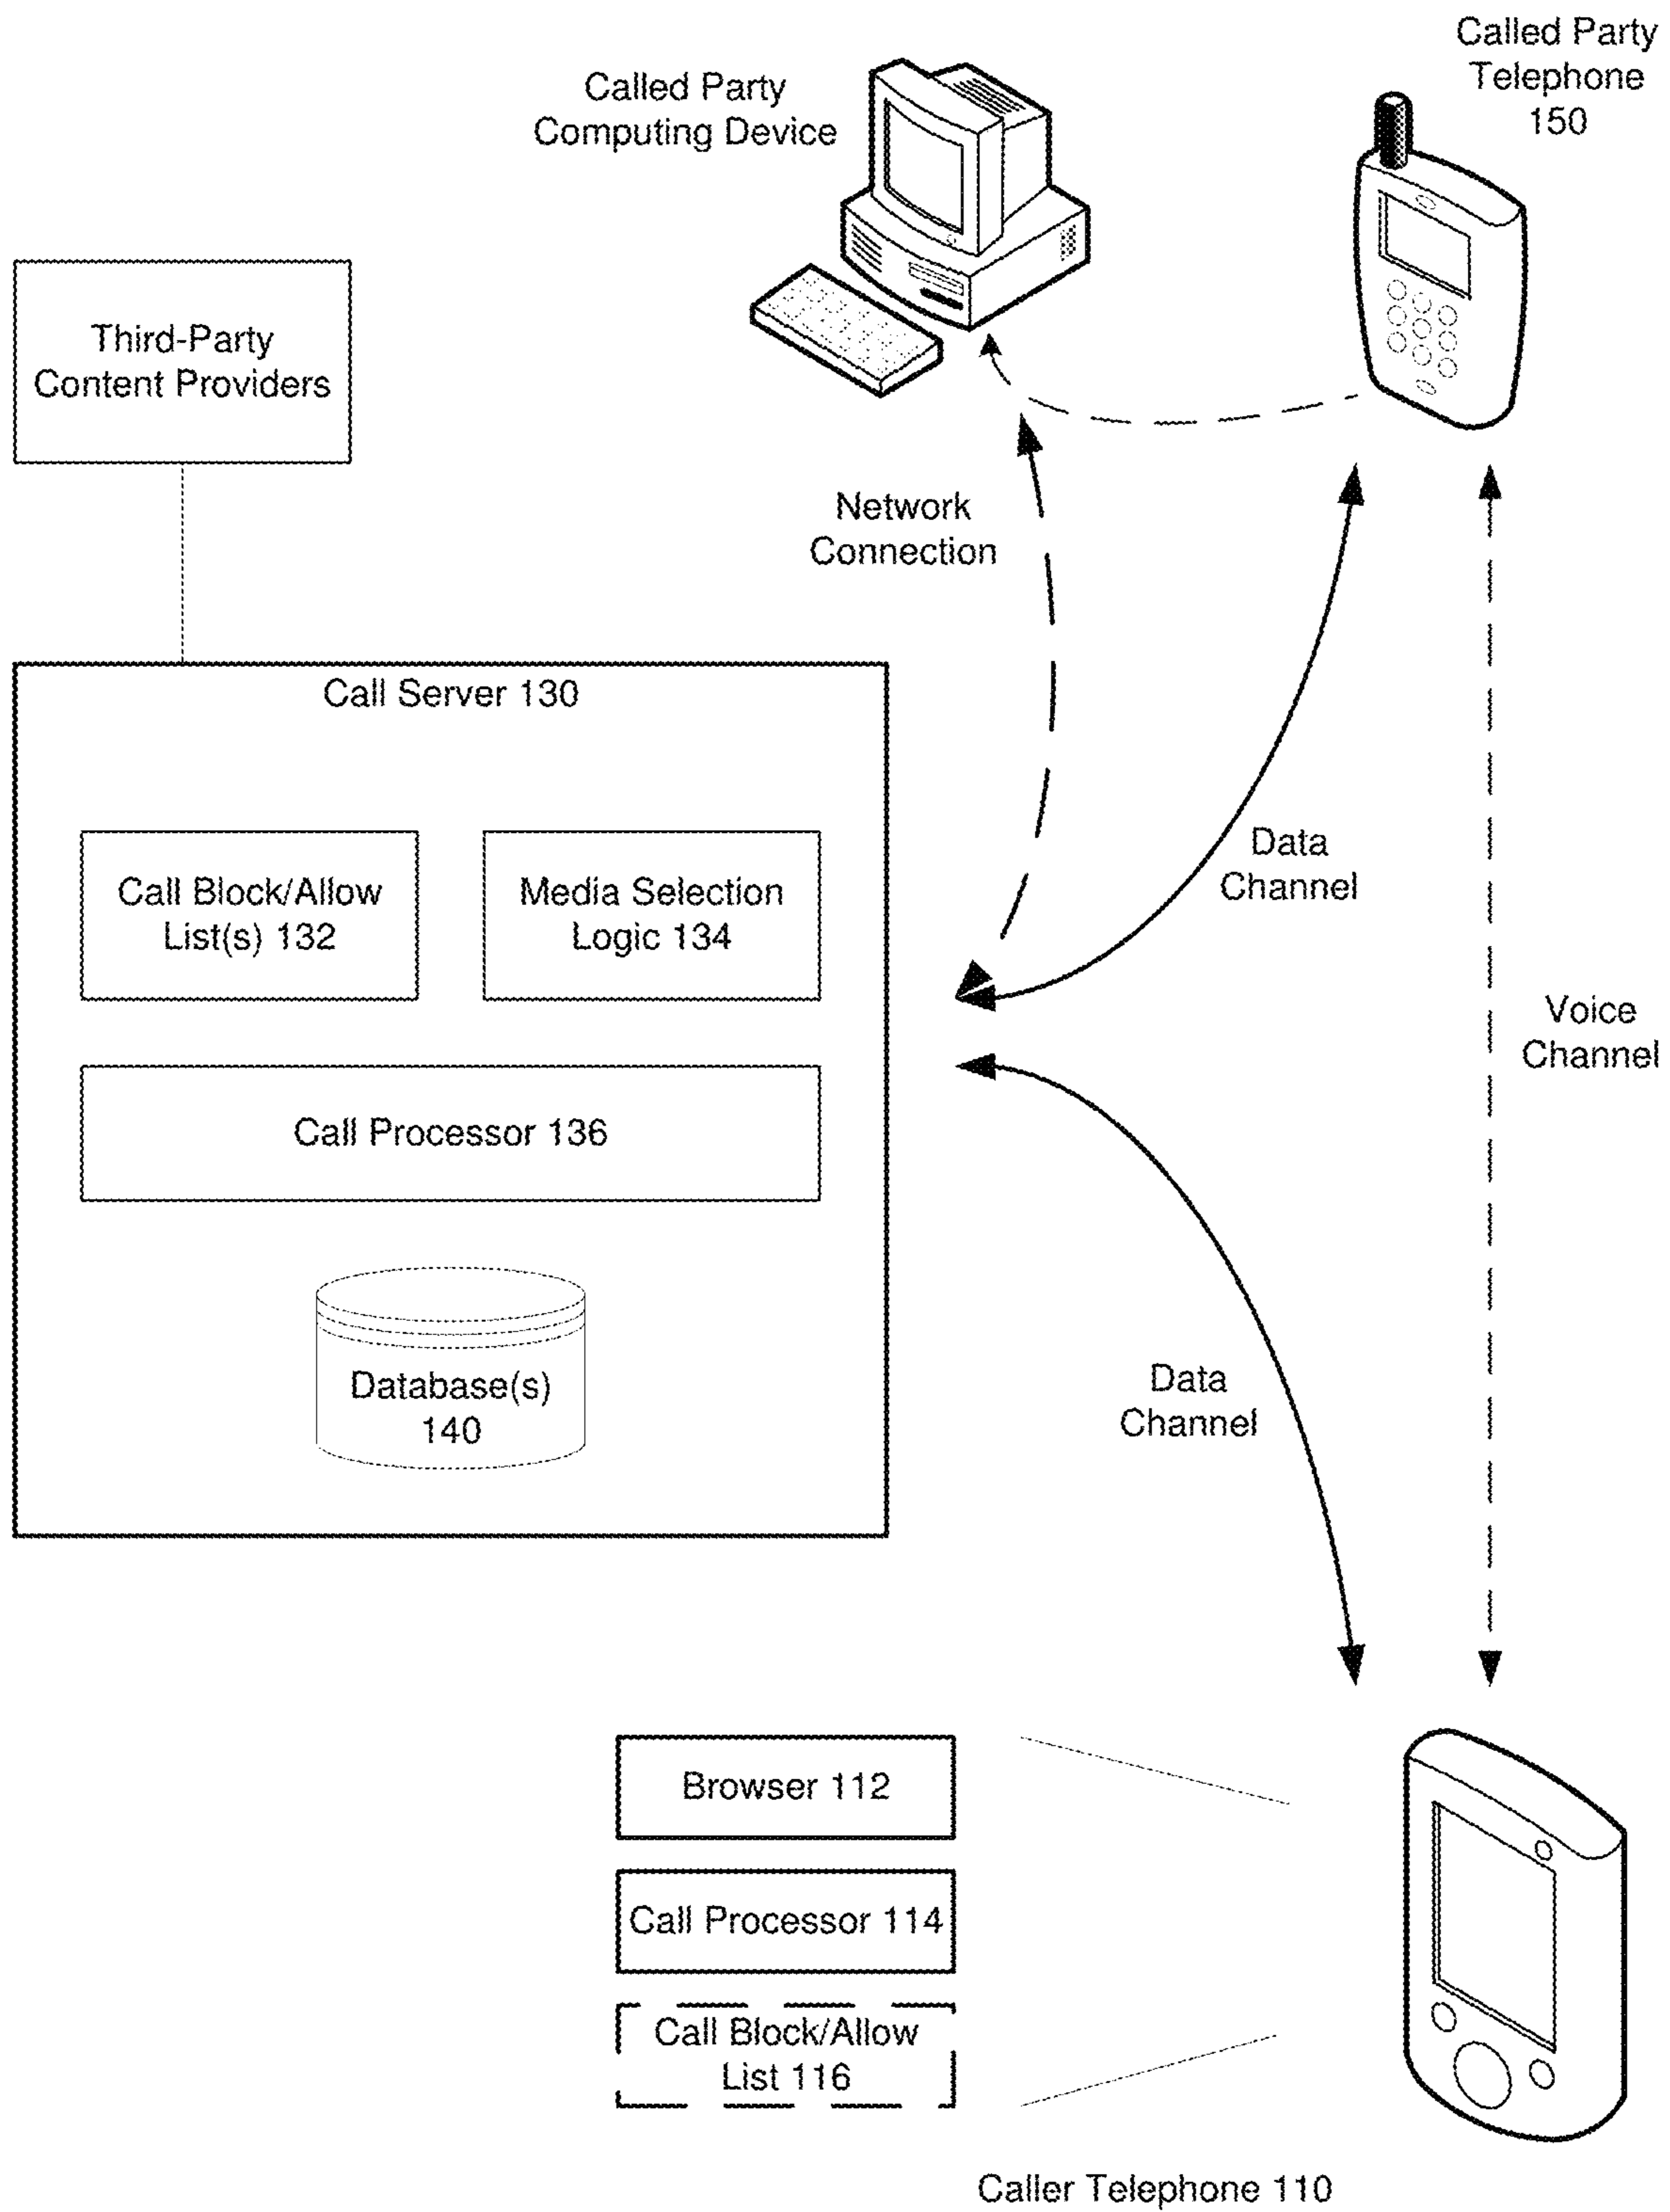 Called Party
Telephone
150
Called Party
Computing Device
Third-Party
Content Providers
Network
Connection
Call Server 130
Call Block/Allow
List(s) 132
Media Selection
Logic 134
Data
Channel
Voice
Channel
Call Processor 136
Database(s)
140
Data
Channel
Browser 112
Call Processor 114
Call Block/Allow
List 116
Caller Telephone 110